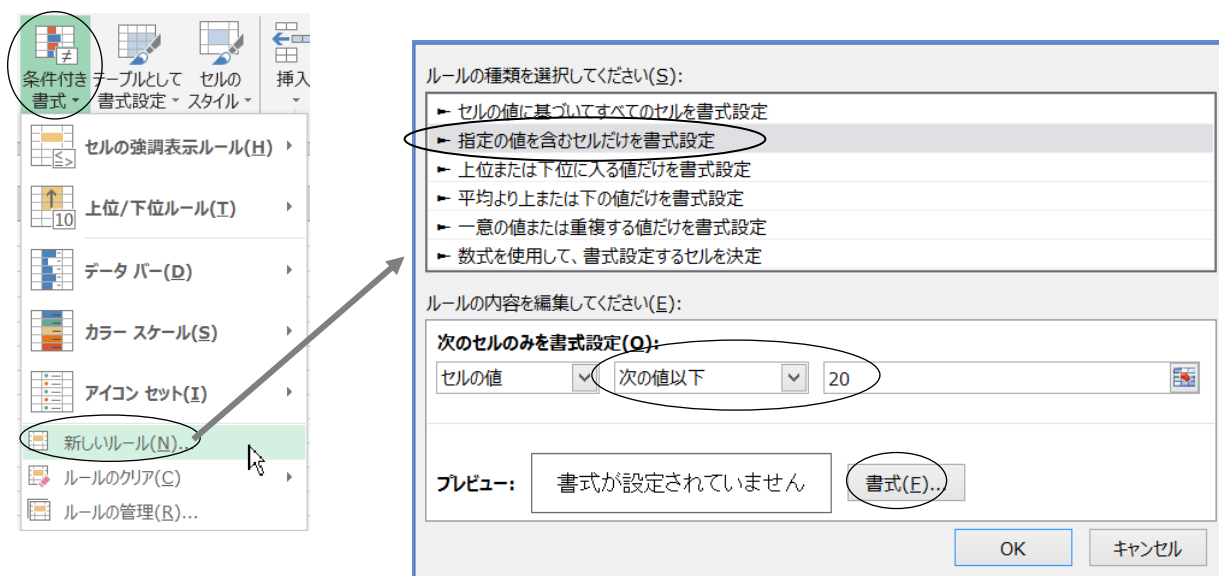 条件付き
書式
テーブルとして
書式設定
セルの
スタイル
挿入
セルの強調表示ルール(H)
上位/下位ルール(T)
10
データ バー(D)
カラー スケール(S)
アイコン セット(I)
新しいルール(N)...
ルールのクリア(C)
ルールの管理(R)...
ルールの種類を選択してください(S):
► セルの値に基づいてすべてのセルを書式設定
► 指定の値を含むセルだけを書式設定
► 上位または下位に入る値だけを書式設定
► 平均より上または下の値だけを書式設定
► 一意の値または重複する値だけを書式設定
► 数式を使用して、書式設定するセルを決定
ルールの内容を編集してください(E):
次のセルのみを書式設定(O):
セルの値 次の値以下 20
プレビュー: 書式が設定されていません 書式(F)...
OK キャンセル